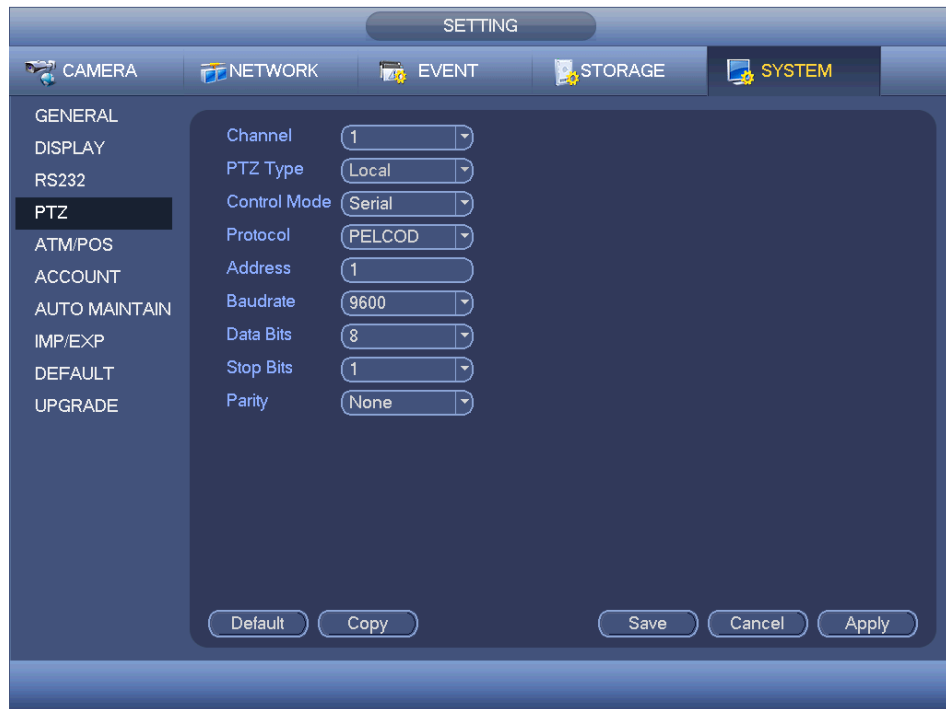 SETTING
CAMERA NETWORK EVENT STORAGE SYSTEM
GENERAL
DISPLAY
RS232
PTZ
ATM/POS
ACCOUNT
AUTO MAINTAIN
IMP/EXP
DEFAULT
UPGRADE
Channel 1
PTZ Type Local
Control Mode Serial
Protocol PELCOD
Address 1
Baudrate 9600
Data Bits 8
Stop Bits 1
Parity None
Default Copy Save Cancel Apply